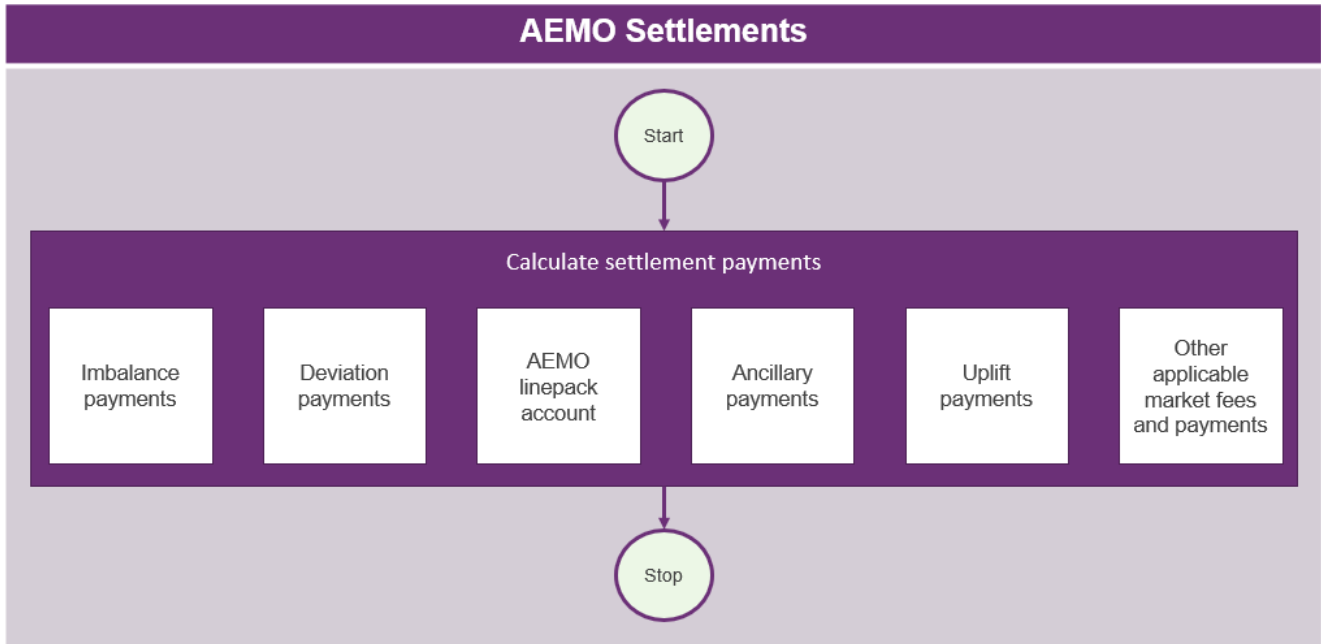 AEMO Settlements
Start
Calculate settlement payments
Imbalance
payments
Deviation
payments
AEMO
linepack
account
Ancillary
payments
Uplift
payments
Other
applicable
market fees
and payments
Stop